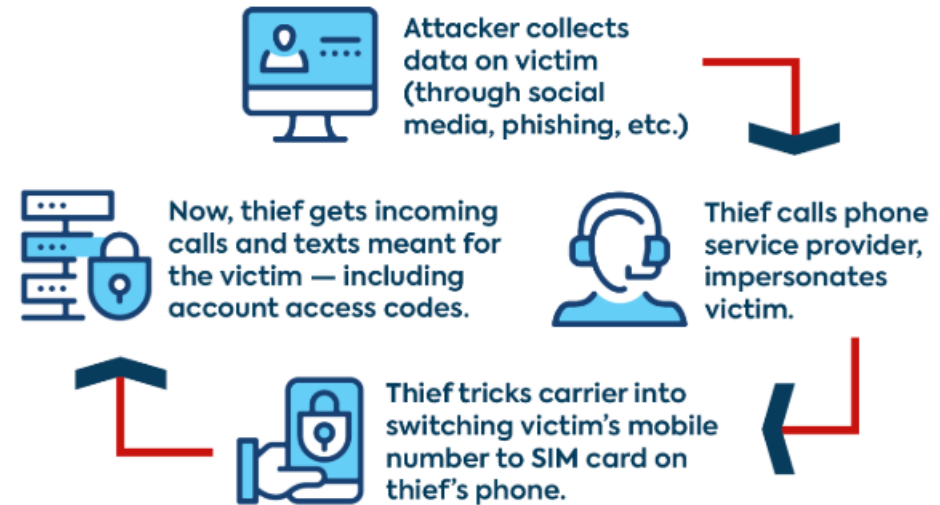 Attacker collects
data on victim
(through social
media, phishing, etc.)
Thief calls phone
service provider,
impersonates
victim.
Thief tricks carrier into
switching victim's mobile
number to SIM card on
thief's phone.
Now, thief gets incoming
calls and texts meant for
the victim — including
account access codes.